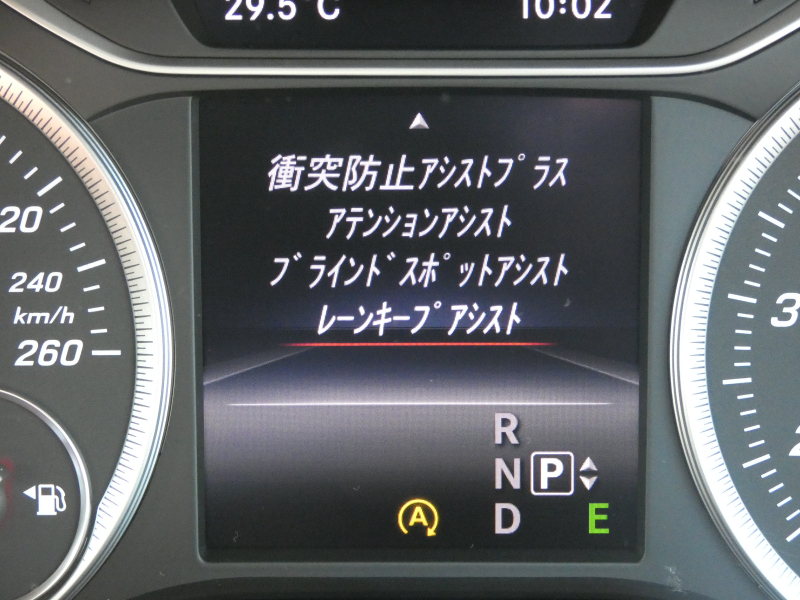 29.5°C 10:02
衝突防止アシストプラス
アテンションアシスト
ブラインドスポットアシスト
レーンキープアシスト
20
240
km/h
260
R
N P
A D E